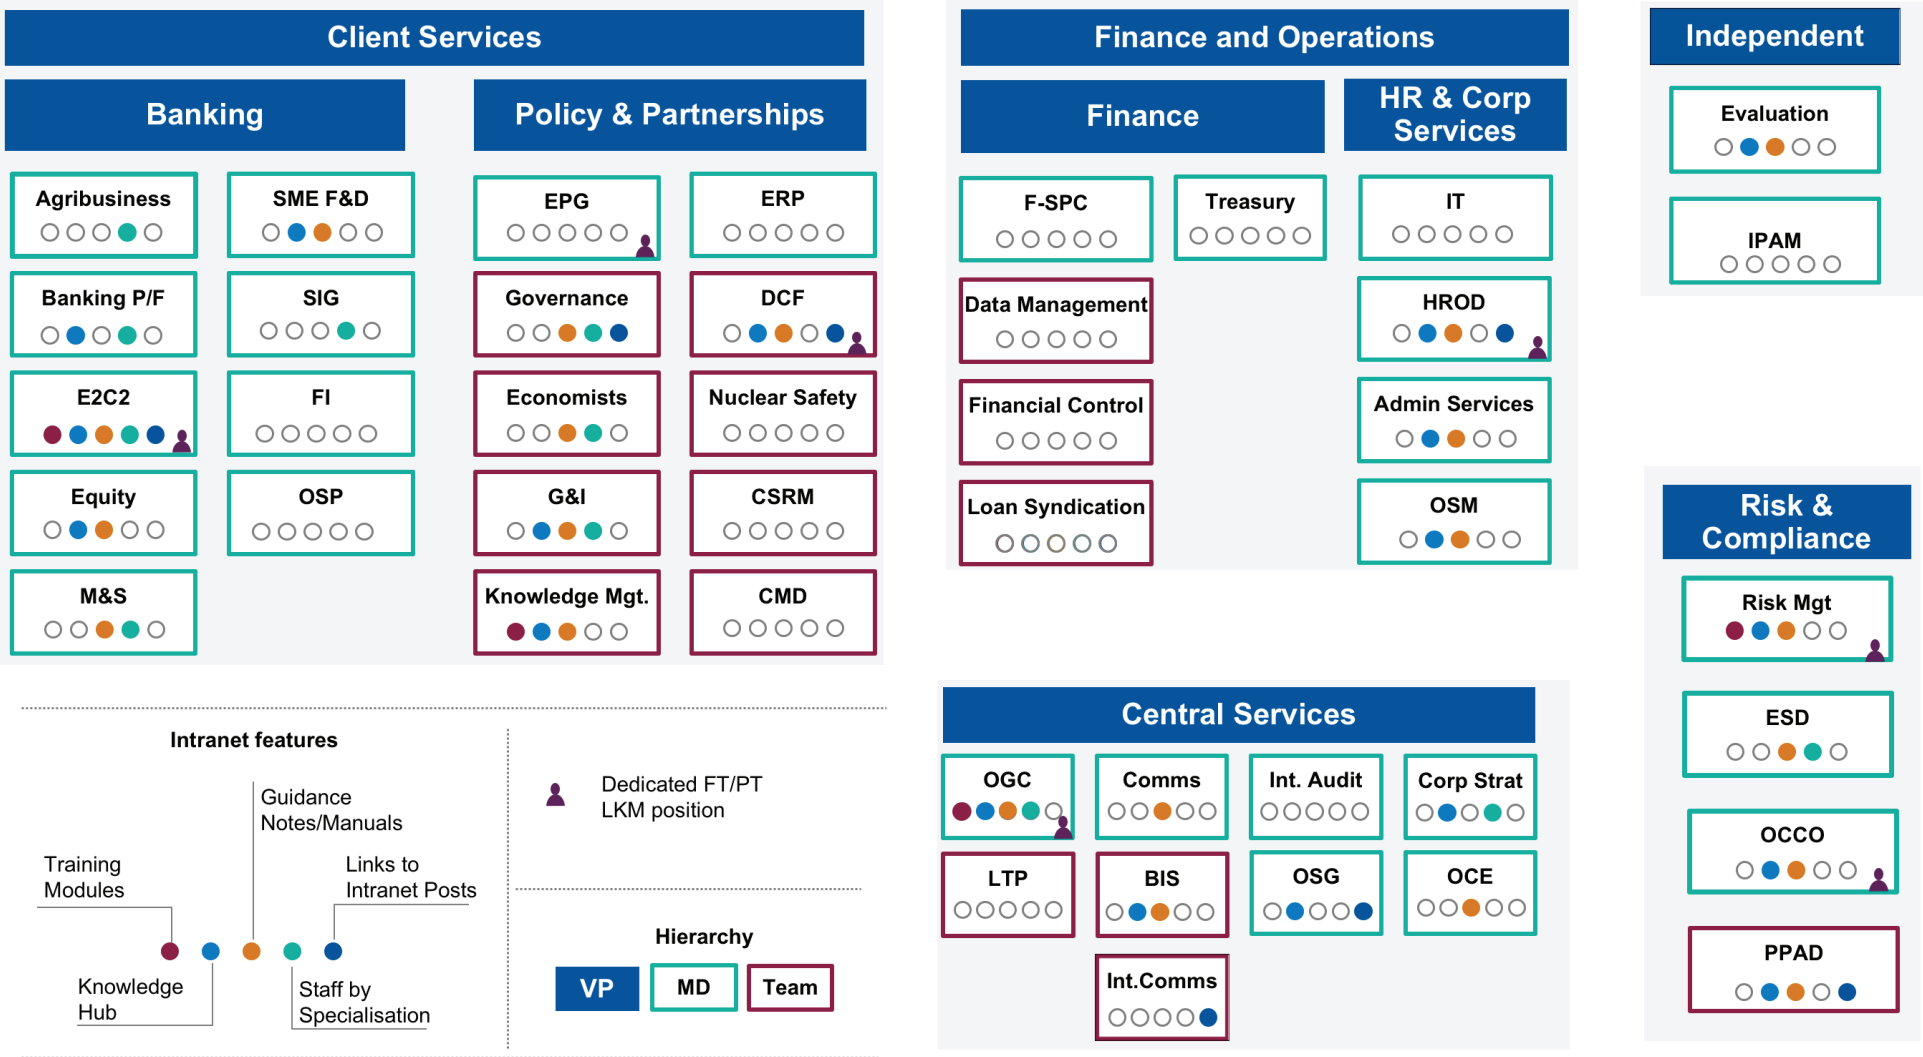 Client Services
Banking
Policy & Partnerships
Agribusiness
SME F&D
EPG
ERP
Banking P/F
SIG
Governance
DCF
E2C2
FI
Economists
Nuclear Safety
Equity
OSP
G&I
CSRM
M&S
Knowledge Mgt.
CMD
Finance and Operations
Finance
HR & Corp
Services
F-SPC
Treasury
IT
Data Management
HROD
Financial Control
Admin Services
Loan Syndication
OSM
Independent
Evaluation
IPAM
Risk &
Compliance
Risk Mgt
ESD
OCCO
PPAD
Central Services
OGC
Comms
Int. Audit
Corp Strat
LTP
BIS
OSG
OCE
Int.Comms
Intranet features
Guidance
Notes/Manuals
Training
Modules
Links to
Intranet Posts
Knowledge
Hub
Staff by
Specialisation
Dedicated FT/PT
LKM position
Hierarchy
VP
MD
Team